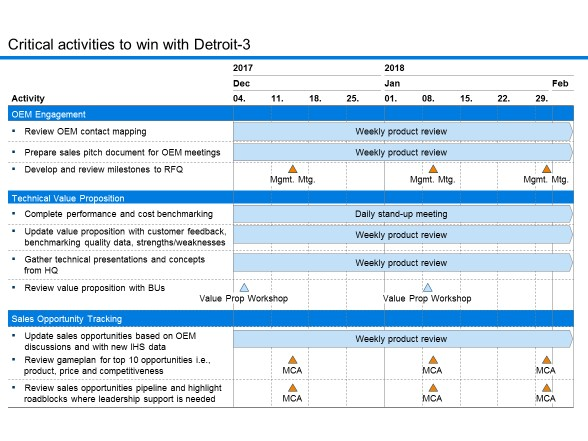 Critical activities to win with Detroit-3
2017 2018
Dec Jan Feb
Activity 04. 11. 18. 25. 01. 08. 15. 22. 29.
OEM Engagement
▪ Review OEM contact mapping Weekly product review
▪ Prepare sales pitch document for OEM meetings Weekly product review
▪ Develop and review milestones to RFQ
Mgmt. Mtg. Mgmt. Mtg. Mgmt. Mtg.
Technical Value Proposition
▪ Complete performance and cost benchmarking Daily stand-up meeting
▪ Update value proposition with customer feedback,
benchmarking quality data, strengths/weaknesses
Weekly product review
▪ Gather technical presentations and concepts
from HQ
Weekly product review
▪ Review value proposition with BUs
Value Prop Workshop Value Prop Workshop
Sales Opportunity Tracking
▪ Update sales opportunities based on OEM
discussions and with new IHS data
Weekly product review
▪ Review gameplan for top 10 opportunities i.e.,
product, price and competitiveness
MCA MCA MCA
▪ Review sales opportunities pipeline and highlight
roadblocks where leadership support is needed
MCA MCA MCA